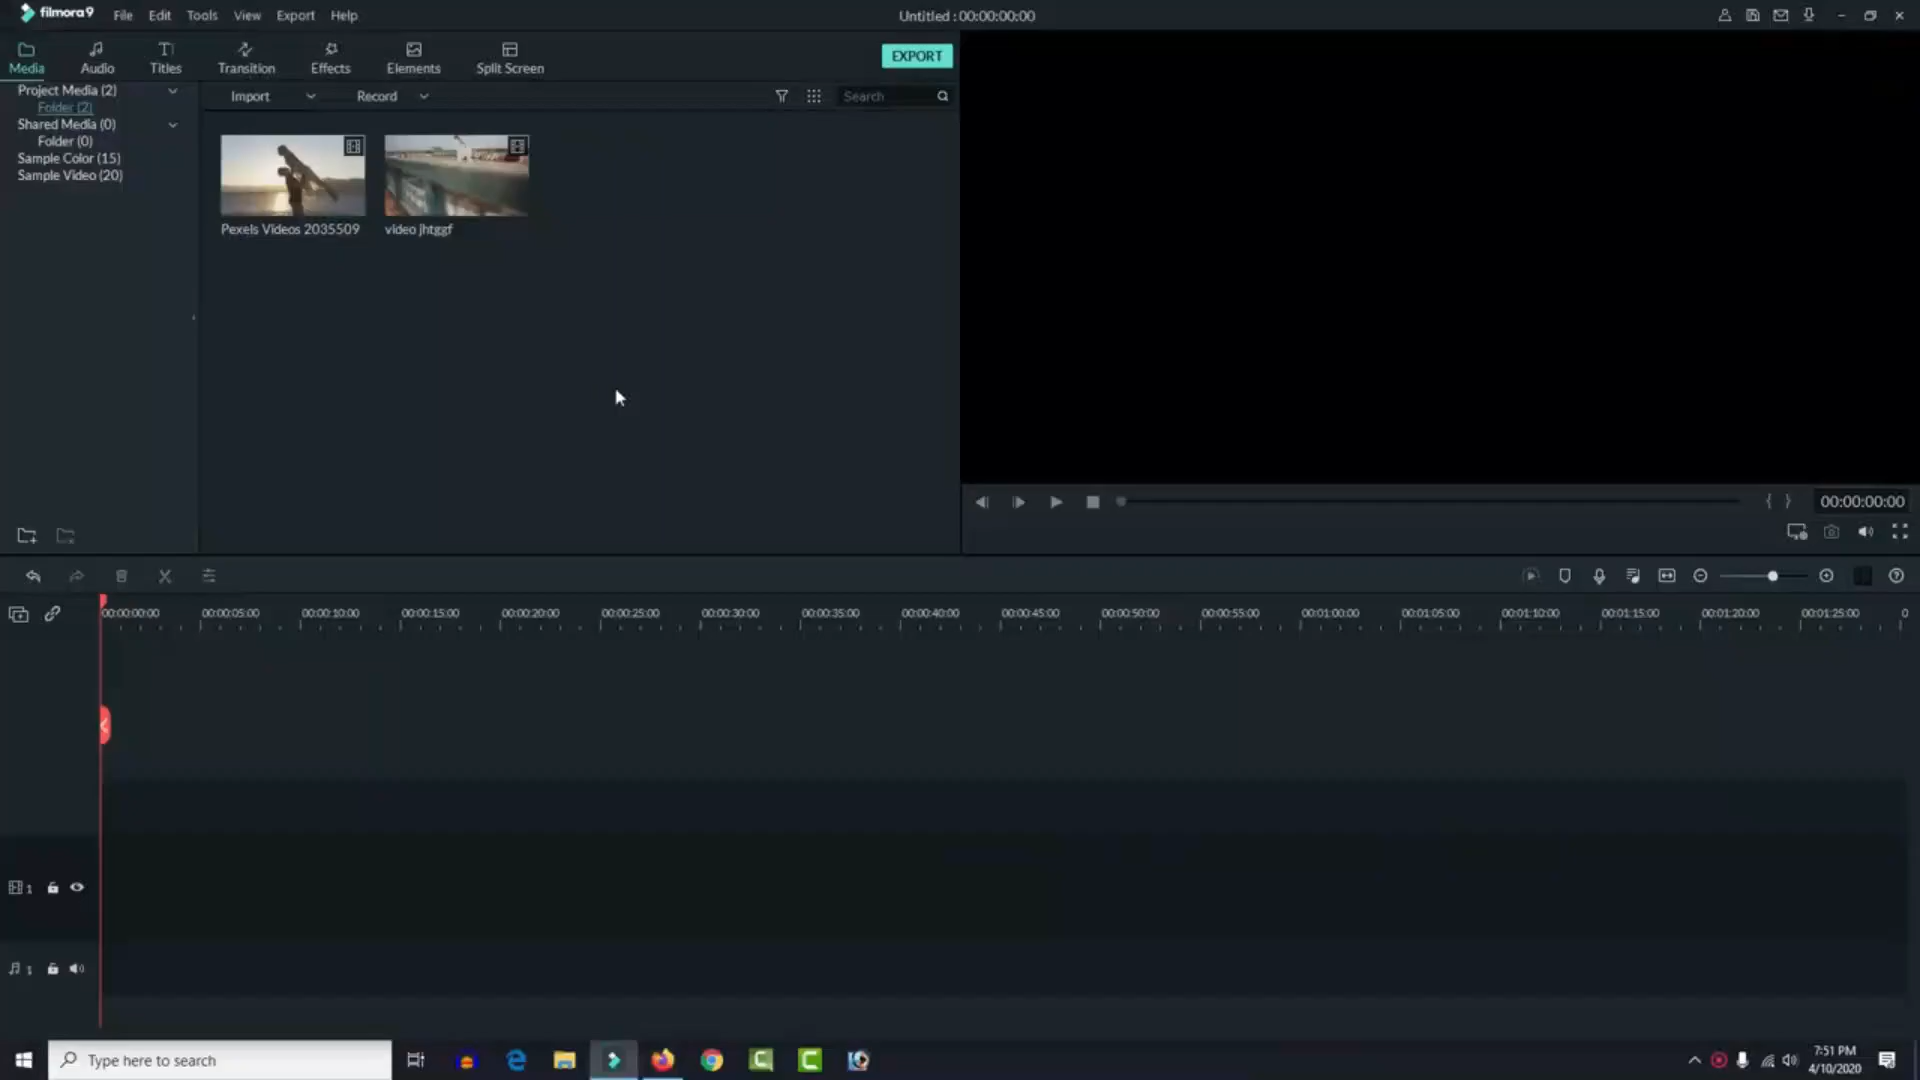 filmora9 File Edit Tools View Export Help
Untitled : 00:00:00:00
Media Audio Titles Transition Effects Elements Split Screen
EXPORT
Project Media (2)
Folder (2)
Shared Media (0)
Folder (0)
Sample Color (15)
Sample Video (20)
Import Record Search
Pexels Videos 2035509
video jhtggf
00:00:00:00
00:00:00:00 00:00:05:00 00:00:10:00 00:00:15:00 00:00:20:00 00:00:25:00 00:00:30:00 00:00:35:00 00:00:40:00 00:00:45:00 00:00:50:00 00:00:55:00 00:01:00:00 00:01:05:00 00:01:10:00 00:01:15:00 00:01:20:00 00:01:25:00 0
1
1
Type here to search
7:51 PM
4/10/2020